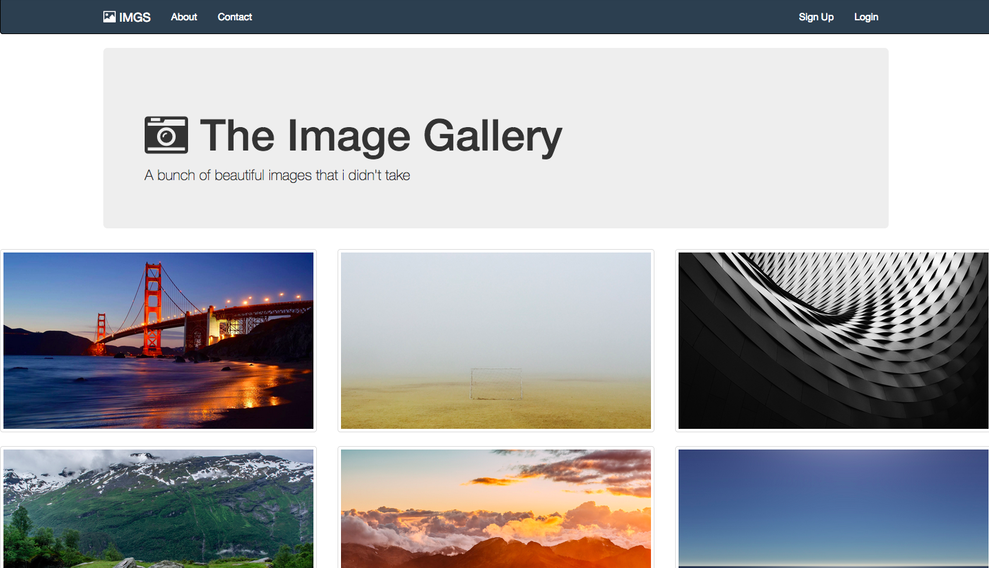 IMGS About Contact Sign Up Login
The Image Gallery
A bunch of beautiful images that i didn't take